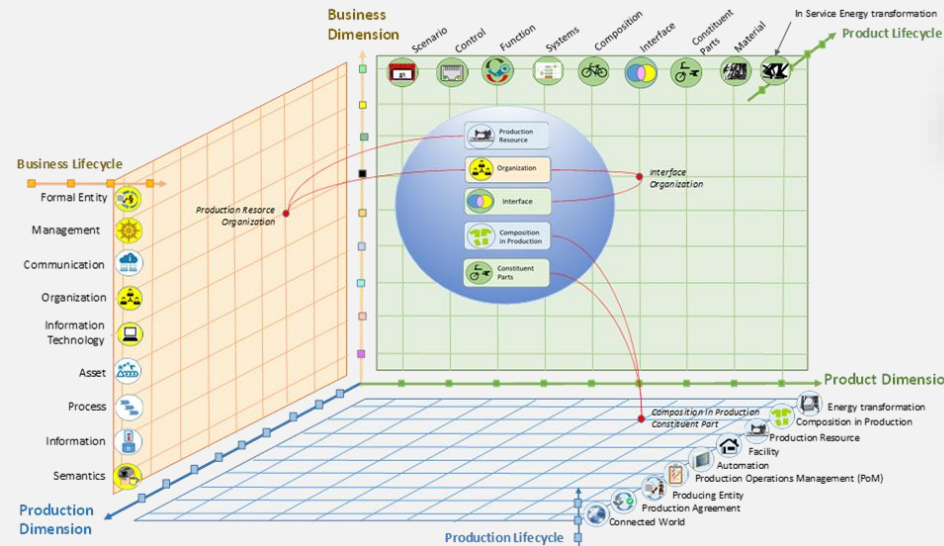 Business
Dimension
Scenario
Control
Function
Systems
Composition
Interface
Constituent
Parts
Material
In Service Energy transformation
Product Lifecycle
Production
Resource
Organization
Interface
Composition
in Production
Constituent
Parts
Interface
Organization
Production Resorce
Organization
Business Lifecycle
Formal Entity
Management
Communication
Organization
Information
Technology
Asset
Process
Information
Semantics
Production
Dimension
Product Dimension
Composition In Production
Constituent Part
Energy transformation
Composition in Production
Production Resource
Facility
Automation
Production Operations Management (PoM)
Producing Entity
Production Agreement
Connected World
Production Lifecycle